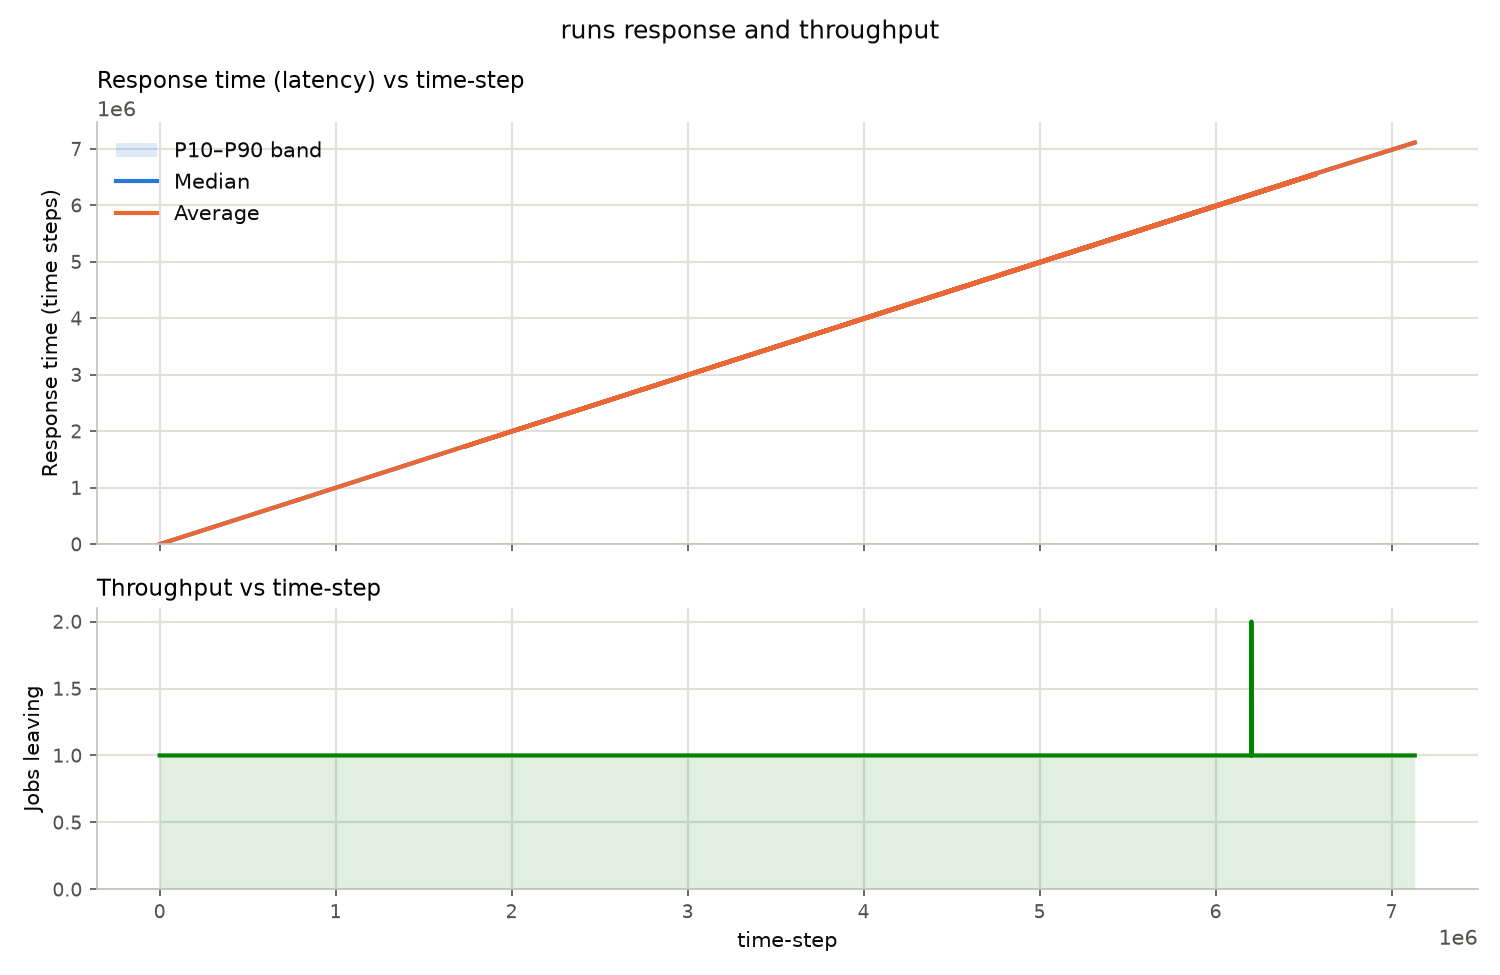 runs response and throughput
Response time (latency) vs time-step
1e6
P10–P90 band
Median
Average
Response time (time steps)
7
6
5
4
3
2
1
0
Throughput vs time-step
Jobs leaving
2.0
1.5
1.0
0.5
0.0
0 1 2 3 4 5 6 7
time-step
1e6